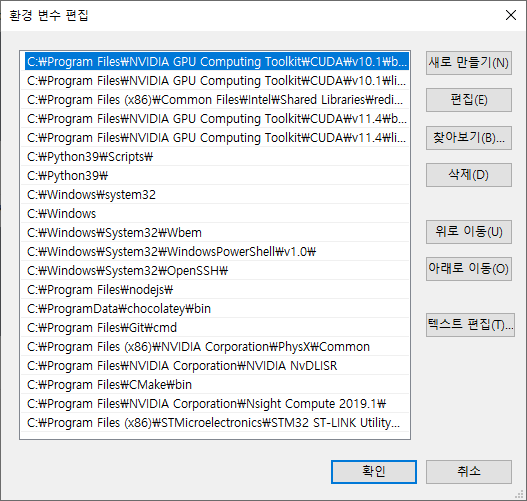 환경 변수 편집
C:₩Program Files₩NVIDIA GPU Computing Toolkit₩CUDA₩v10.1₩b...
C:₩Program Files₩NVIDIA GPU Computing Toolkit₩CUDA₩v10.1₩li...
C:₩Program Files (x86)₩Common Files₩Intel₩Shared Libraries₩redi...
C:₩Program Files₩NVIDIA GPU Computing Toolkit₩CUDA₩v11.4₩b...
C:₩Program Files₩NVIDIA GPU Computing Toolkit₩CUDA₩v11.4₩li...
C:₩Python39₩Scripts₩
C:₩Python39₩
C:₩Windows₩system32
C:₩Windows
C:₩Windows₩System32₩Wbem
C:₩Windows₩System32₩WindowsPowerShell₩v1.0₩
C:₩Windows₩System32₩OpenSSH₩
C:₩Program Files₩nodejs₩
C:₩ProgramData₩chocolatey₩bin
C:₩Program Files₩Git₩cmd
C:₩Program Files (x86)₩NVIDIA Corporation₩PhysX₩Common
C:₩Program Files₩NVIDIA Corporation₩NVIDIA NvDLISR
C:₩Program Files₩CMake₩bin
C:₩Program Files₩NVIDIA Corporation₩Nsight Compute 2019.1₩
C:₩Program Files (x86)₩STMicroelectronics₩STM32 ST-LINK Utility...
새로 만들기(N)
편집(E)
찾아보기(B)...
삭제(D)
위로 이동(U)
아래로 이동(O)
텍스트 편집(T)...
확인
취소